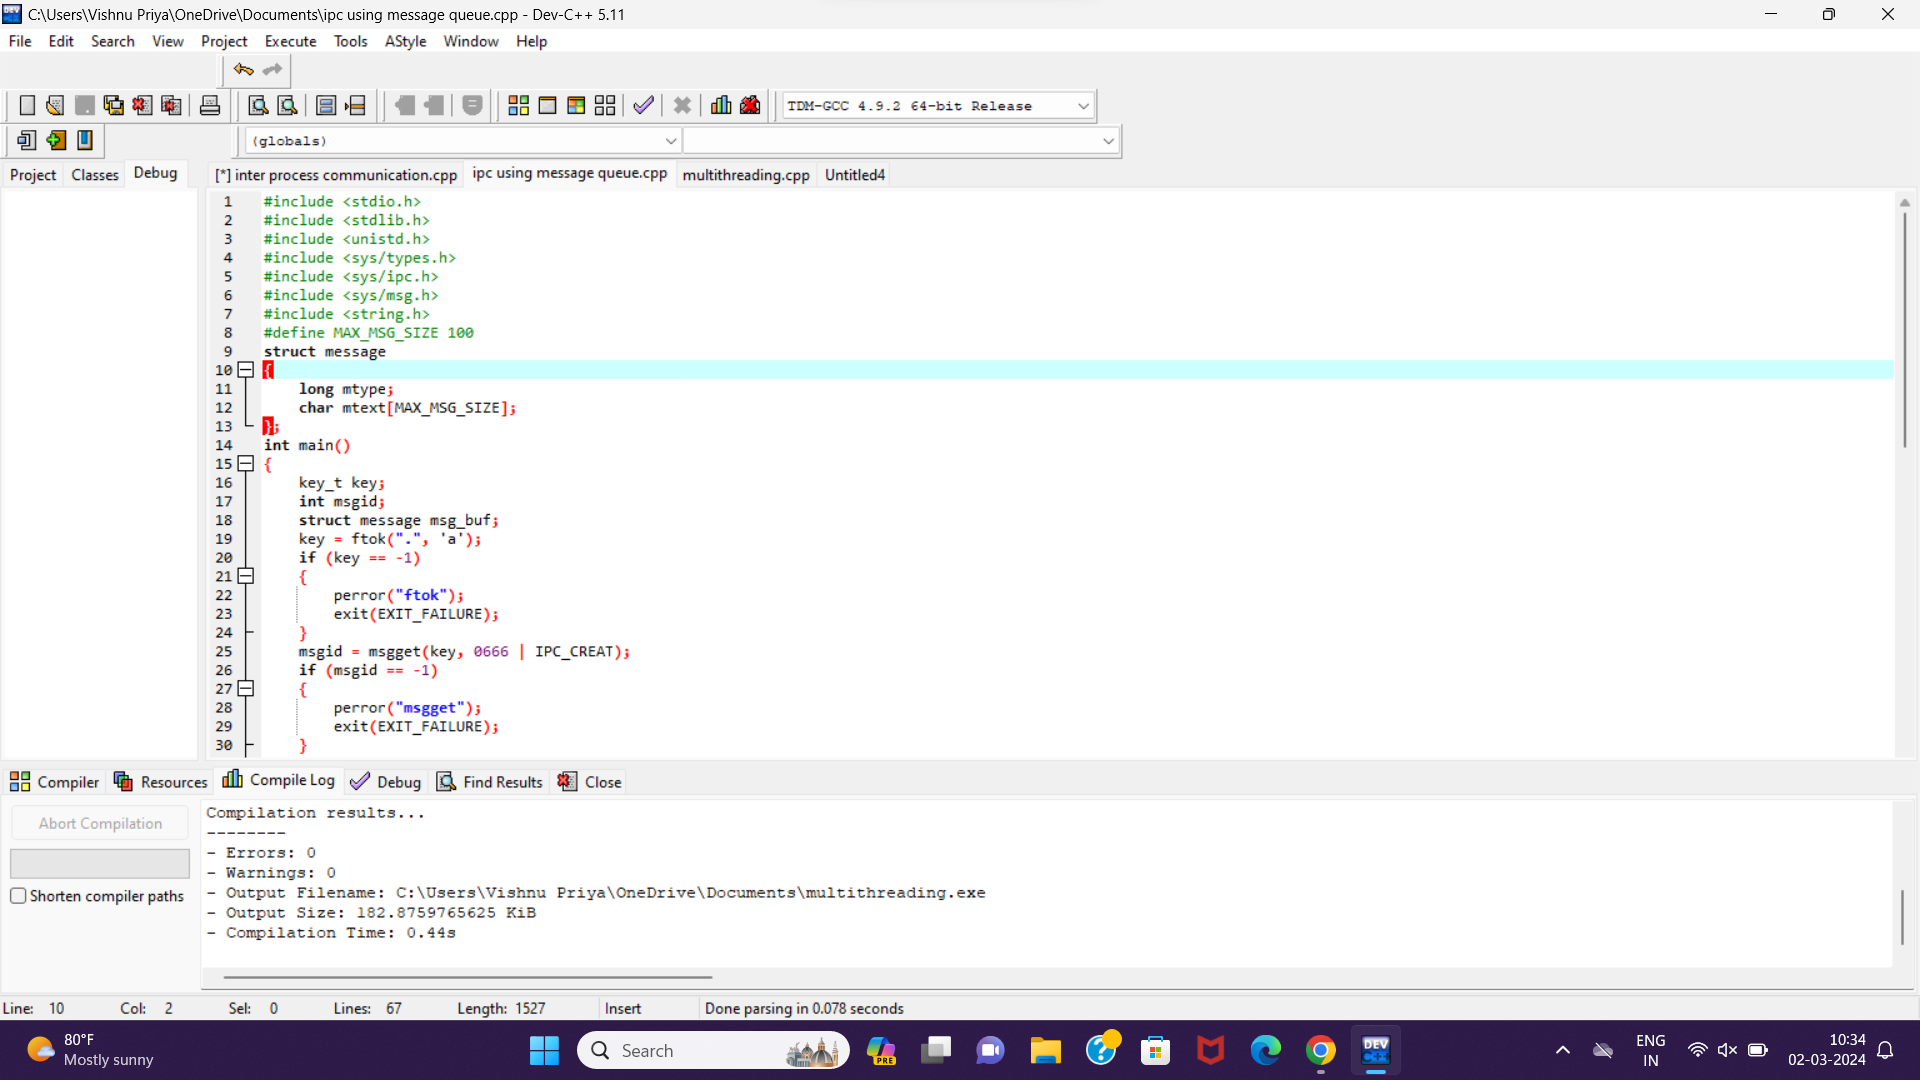 C:\Users\Vishnu Priya\OneDrive\Documents\ipc using message queue.cpp - Dev-C++ 5.11
File Edit Search View Project Execute Tools AStyle Window Help
TDM-GCC 4.9.2 64-bit Release
(globals)
Project Classes Debug [*] inter process communication.cpp ipc using message queue.cpp multithreading.cpp Untitled4
1 #include <stdio.h>
2 #include <stdlib.h>
3 #include <unistd.h>
4 #include <sys/types.h>
5 #include <sys/ipc.h>
6 #include <sys/msg.h>
7 #include <string.h>
8 #define MAX_MSG_SIZE 100
9 struct message
10 {
11 long mtype;
12 char mtext[MAX_MSG_SIZE];
13 };
14 int main()
15 {
16 key_t key;
17 int msgid;
18 struct message msg_buf;
19 key = ftok(".", 'a');
20 if (key == -1)
21 {
22 perror("ftok");
23 exit(EXIT_FAILURE);
24 }
25 msgid = msgget(key, 0666 | IPC_CREAT);
26 if (msgid == -1)
27 {
28 perror("msgget");
29 exit(EXIT_FAILURE);
30 }
Compiler Resources Compile Log Debug Find Results Close
Abort Compilation
Shorten compiler paths
Compilation results...
--------
- Errors: 0
- Warnings: 0
- Output Filename: C:\Users\Vishnu Priya\OneDrive\Documents\multithreading.exe
- Output Size: 182.8759765625 KiB
- Compilation Time: 0.44s
Line: 10 Col: 2 Sel: 0 Lines: 67 Length: 1527 Insert Done parsing in 0.078 seconds
80°F
Mostly sunny
Search
PRE
DEV
C++
ENG
IN
10:34
02-03-2024